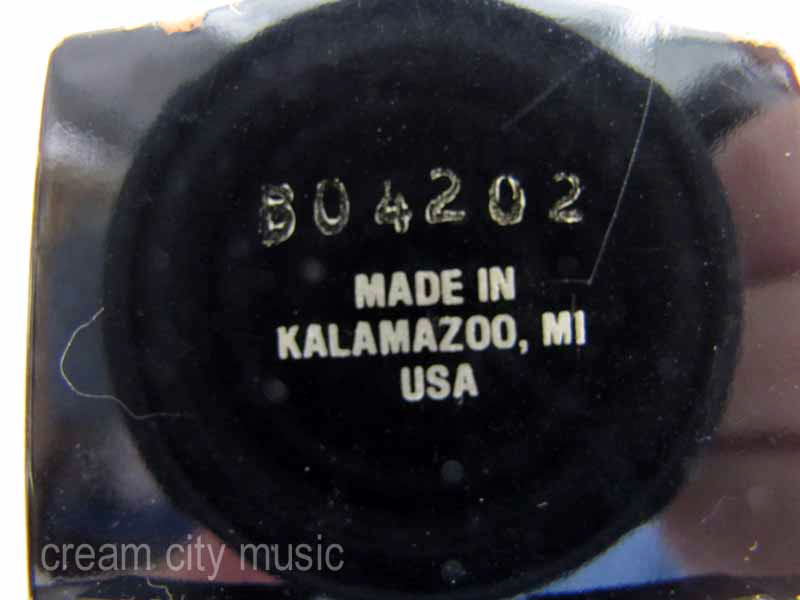 B04202
MADE IN
KALAMAZOO, MI
USA
cream city music